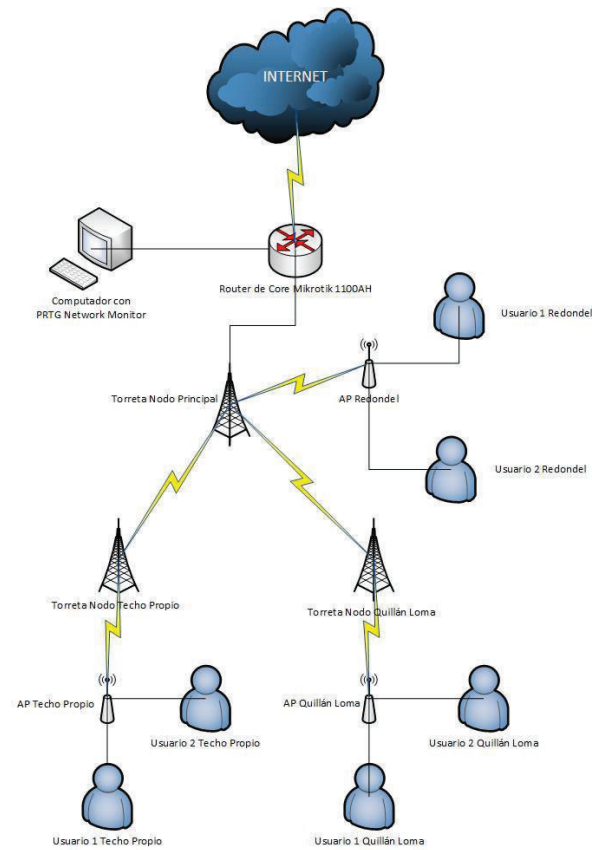 INTERNET
Computador con
PRTG Network Monitor
Router de Core Mikrotik 1100AH
Usuario 1 Redondel
Torreta Nodo Principal
AP Redondel
Usuario 2 Redondel
Torreta Nodo Techo Propio
Torreta Nodo Quillán Loma
AP Techo Propio
AP Quillán Loma
Usuario 2 Techo Propio
Usuario 2 Quillán Loma
Usuario 1 Techo Propio
Usuario 1 Quillán Loma